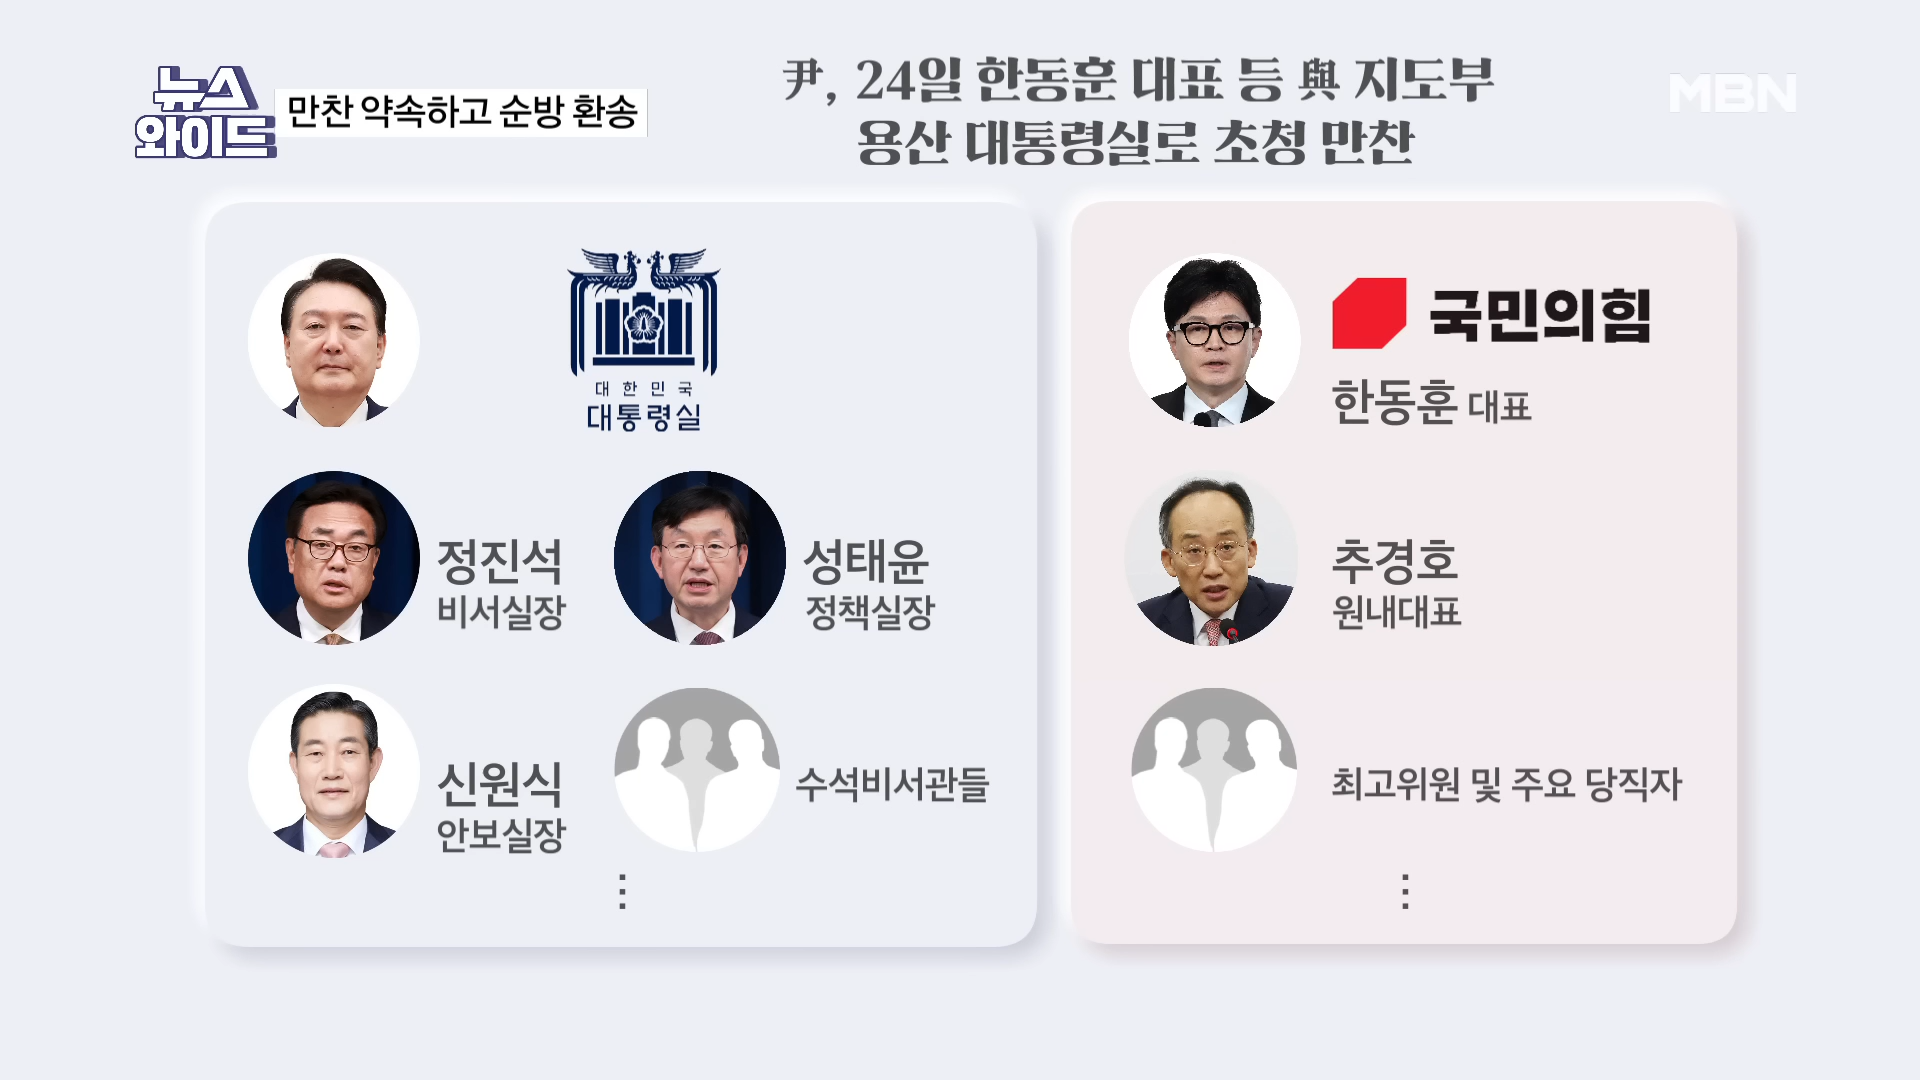 뉴스
와이드
만찬 약속하고 순방 환송
尹, 24일 한동훈 대표 등 與 지도부
용산 대통령실로 초청 만찬
MBN
대한민국
대통령실
정진석
비서실장
성태윤
정책실장
신원식
안보실장
수석비서관들
⋮
국민의힘
한동훈 대표
추경호
원내대표
최고위원 및 주요 당직자
⋮